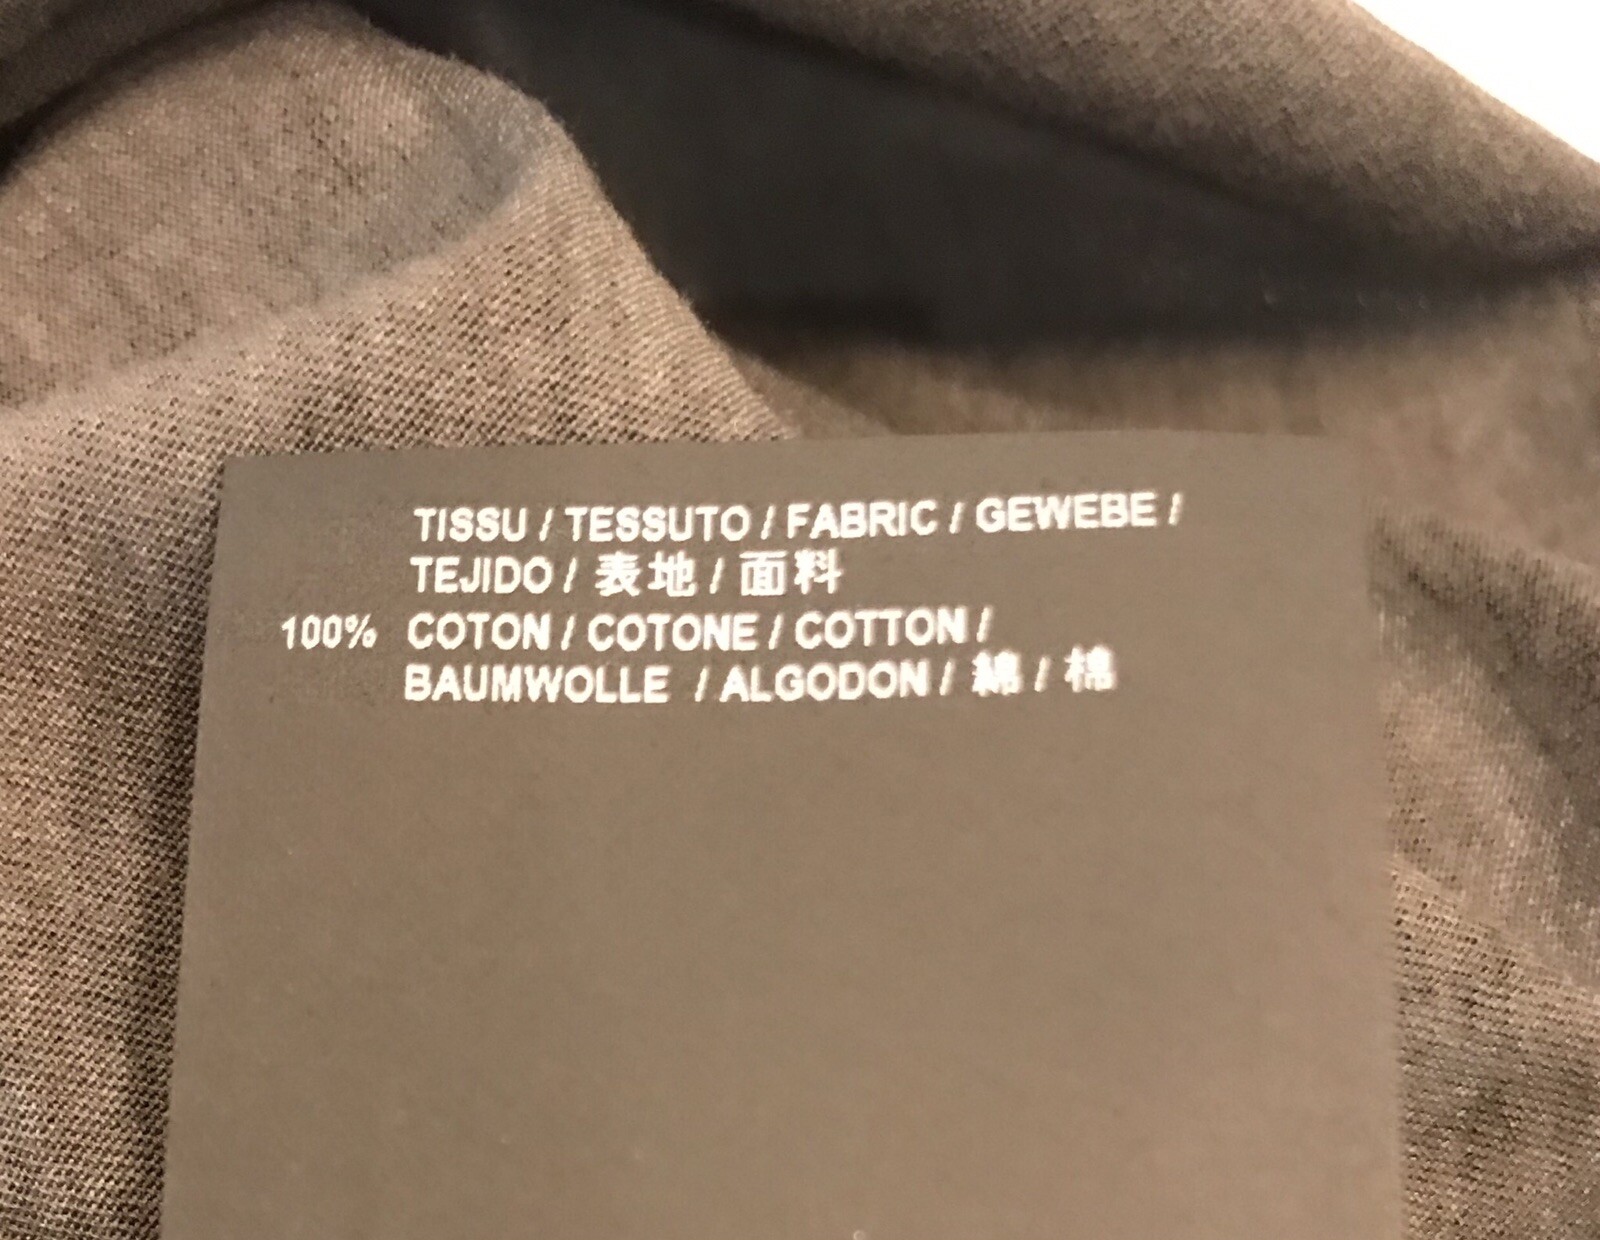 TISSU / TESSUTO / FABRIC / GEWEBE /
TEJIDO / 表地 / 面料
100% COTON / COTONE / COTTON /
BAUMWOLLE / ALGODON / 綿 / 棉